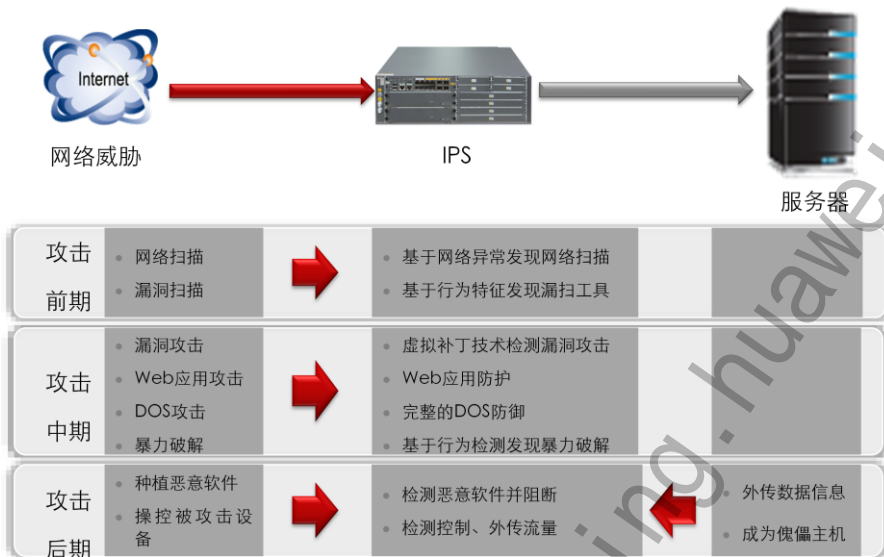 Internet
网络威胁
IPS
服务器
攻击
前期
网络扫描
漏洞扫描
基于网络异常发现网络扫描
基于行为特征发现漏扫工具
攻击
中期
漏洞攻击
Web应用攻击
DOS攻击
暴力破解
虚拟补丁技术检测漏洞攻击
Web应用防护
完整的DOS防御
基于行为检测发现暴力破解
攻击
后期
种植恶意软件
操控被攻击设
备
检测恶意软件并阻断
检测控制、外传流量
外传数据信息
成为傀儡主机
ing.huawei